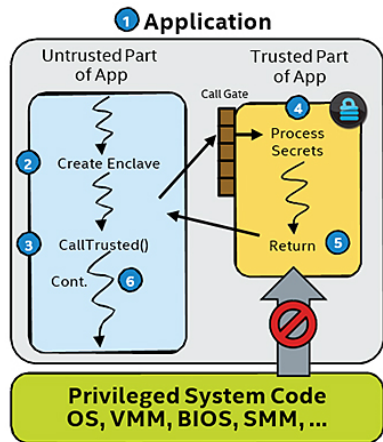 1 Application
Untrusted Part
of App
Trusted Part
of App
Call Gate
4
Process
Secrets
2
Create Enclave
3
CallTrusted()
Return 5
Cont. 6
Privileged System Code
OS, VMM, BIOS, SMM, ...